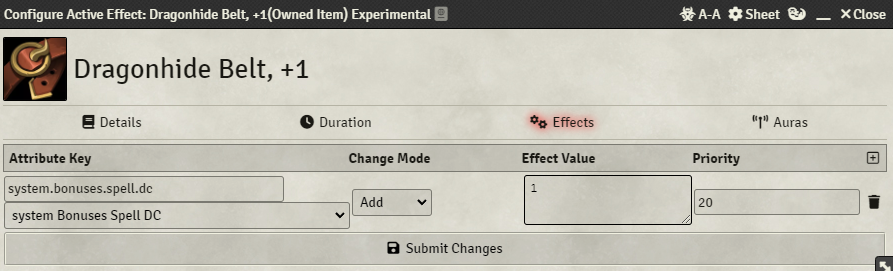 Configure Active Effect: Dragonhide Belt, +1(Owned Item) Experimental A-A Sheet Close
Dragonhide Belt, +1
Details Duration Effects Auras
Attribute Key Change Mode Effect Value Priority
system.bonuses.spell.dc
Add 1 20
system Bonuses Spell DC
Submit Changes